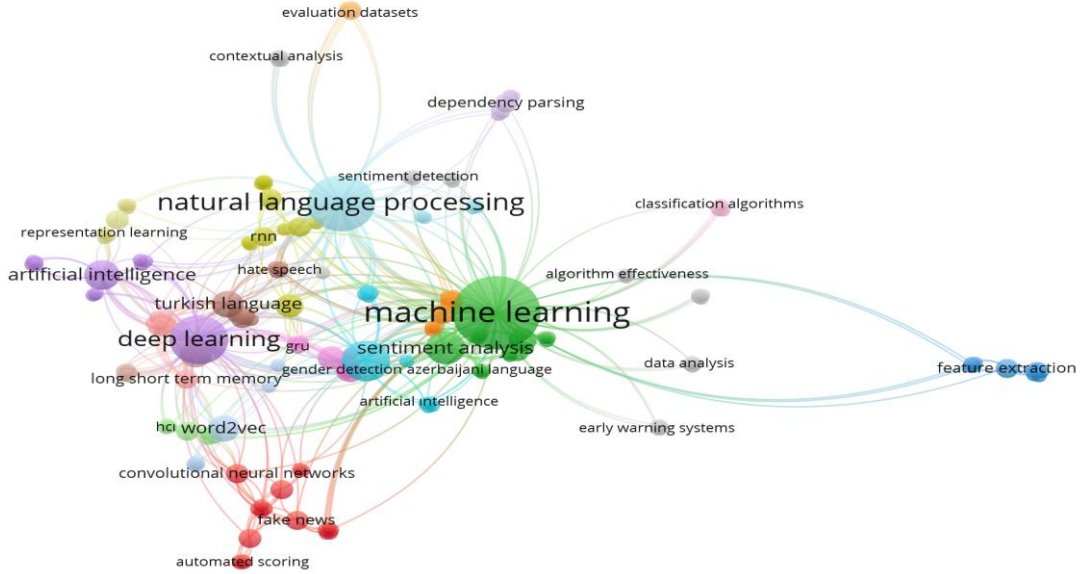 evaluation datasets
contextual analysis
dependency parsing
sentiment detection
natural language processing
classification algorithms
representation learning
rnn
hate speech
artificial intelligence
algorithm effectiveness
turkish language
machine learning
deep learning
gru
sentiment analysis
data analysis
gender detection
azerbaijani language
feature extraction
long short term memory
artificial intelligence
hci
word2vec
early warning systems
convolutional neural networks
fake news
automated scoring